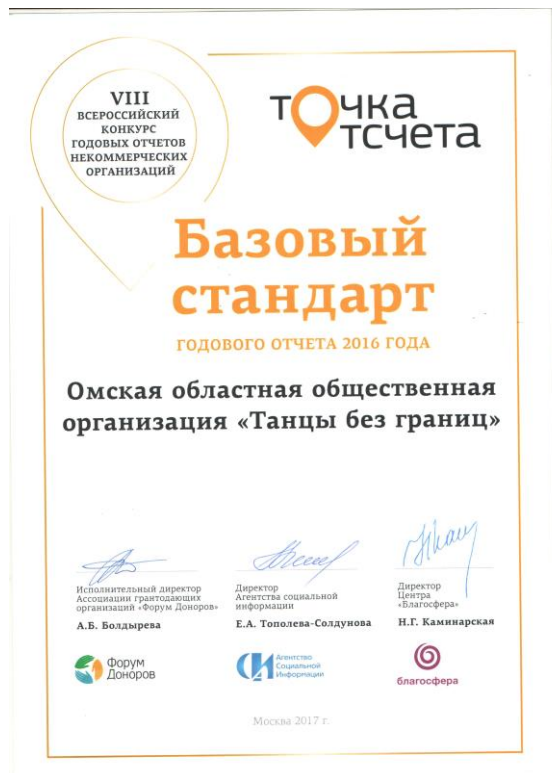 VIII
ВСЕРОССИЙСКИЙ
КОНКУРС
ГОДОВЫХ ОТЧЕТОВ
НЕКОММЕРЧЕСКИХ
ОРГАНИЗАЦИЙ
точка
отсчета
Базовый
стандарт
ГОДОВОГО ОТЧЕТА 2016 ГОДА
Омская областная общественная
организация «Танцы без границ»
Исполнительный директор
Ассоциации грантодающих
организаций «Форум Доноров»
А.Б. Болдырева
Директор
Агентства социальной
информации
Е.А. Тополева-Солдунова
Директор
Центра
«Благосфера»
Н.Г. Каминарская
Форум
Доноров
АСИ
Агентство
Социальной
Информации
благосфера
Москва 2017 г.